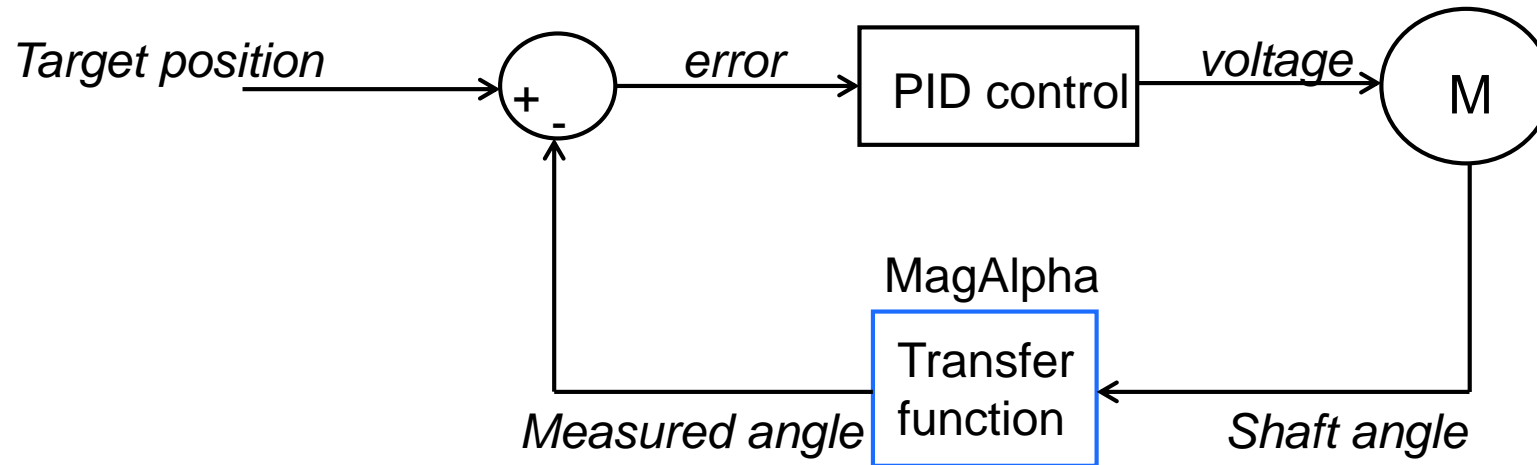 Target position
+
-
error
PID control
voltage
M
MagAlpha
Transfer
function
Measured angle
Shaft angle